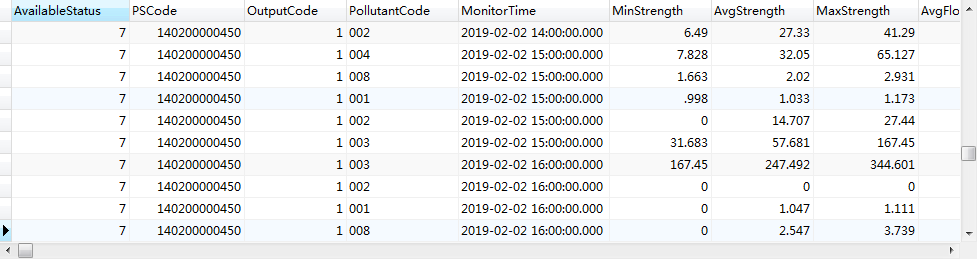 AvailableStatus PSCode OutputCode PollutantCode MonitorTime MinStrength AvgStrength MaxStrength AvgFlo
7 140200000450 1 002 2019-02-02 14:00:00.000 6.49 27.33 41.29
7 140200000450 1 004 2019-02-02 15:00:00.000 7.828 32.05 65.127
7 140200000450 1 008 2019-02-02 15:00:00.000 1.663 2.02 2.931
7 140200000450 1 001 2019-02-02 15:00:00.000 .998 1.033 1.173
7 140200000450 1 002 2019-02-02 15:00:00.000 0 14.707 27.44
7 140200000450 1 003 2019-02-02 15:00:00.000 31.683 57.681 167.45
7 140200000450 1 003 2019-02-02 16:00:00.000 167.45 247.492 344.601
7 140200000450 1 002 2019-02-02 16:00:00.000 0 0 0
7 140200000450 1 001 2019-02-02 16:00:00.000 0 1.047 1.111
7 140200000450 1 008 2019-02-02 16:00:00.000 0 2.547 3.739